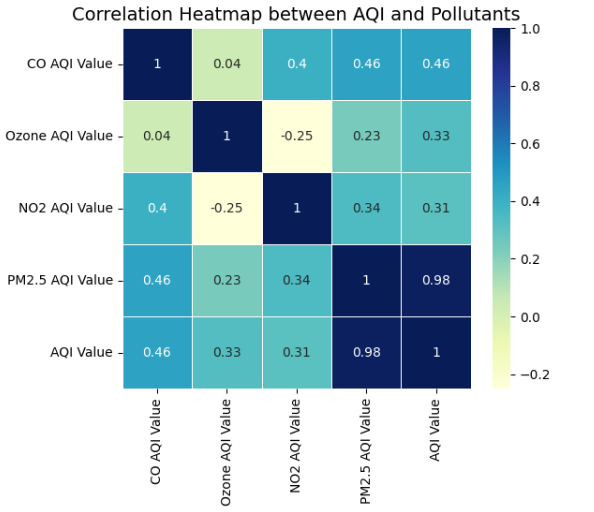 Correlation Heatmap between AQI and Pollutants
CO AQI Value 1 0.04 0.4 0.46 0.46
Ozone AQI Value 0.04 1 -0.25 0.23 0.33
NO2 AQI Value 0.4 -0.25 1 0.34 0.31
PM2.5 AQI Value 0.46 0.23 0.34 1 0.98
AQI Value 0.46 0.33 0.31 0.98 1
CO AQI Value
Ozone AQI Value
NO2 AQI Value
PM2.5 AQI Value
AQI Value
1.0
0.8
0.6
0.4
0.2
0.0
−0.2